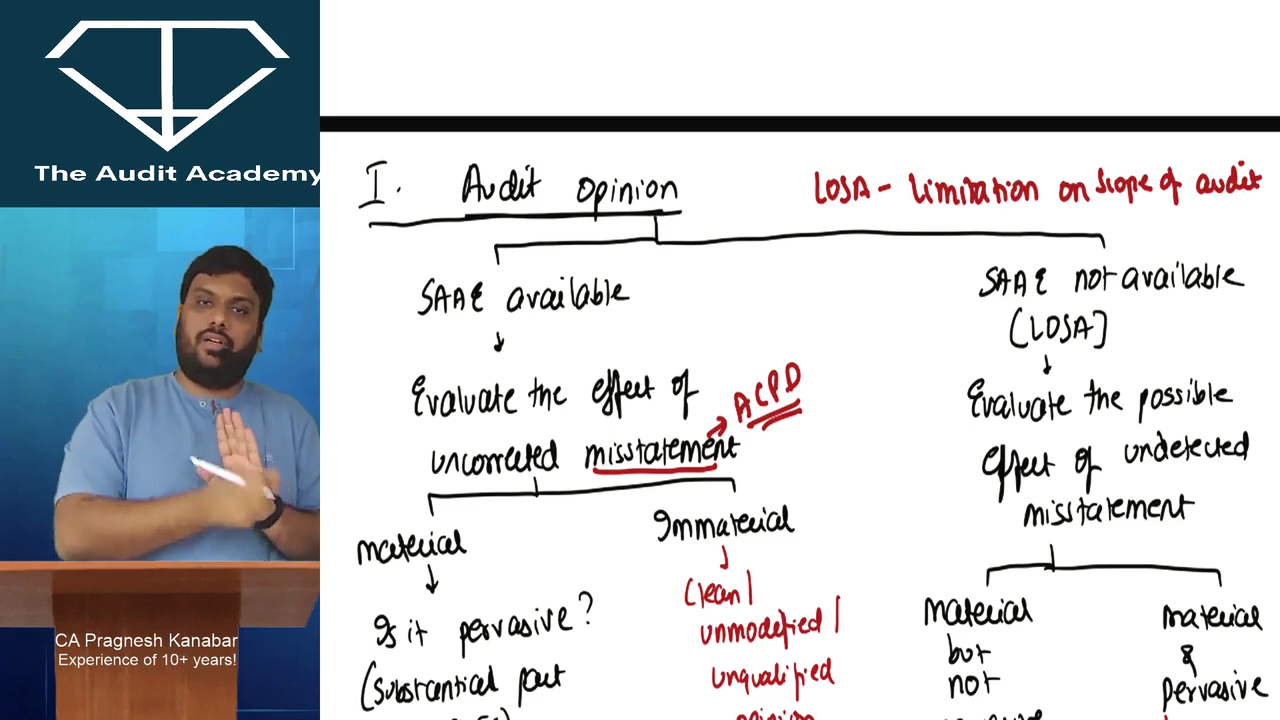 The Audit Academy
CA Pragnesh Kanabar
Experience of 10+ years!
I. Audit opinion
LOSA - Limitation on scope of audit
SAAE available
Evaluate the effect of
uncorrected misstatement
ACPD
material
Is it pervasive?
(substantial part
Immaterial
Clean |
unmodified |
unqualified
opinion
SAAE not available
(LOSA)
Evaluate the possible
effect of undetected
misstatement
material
but
not
material
&
pervasive